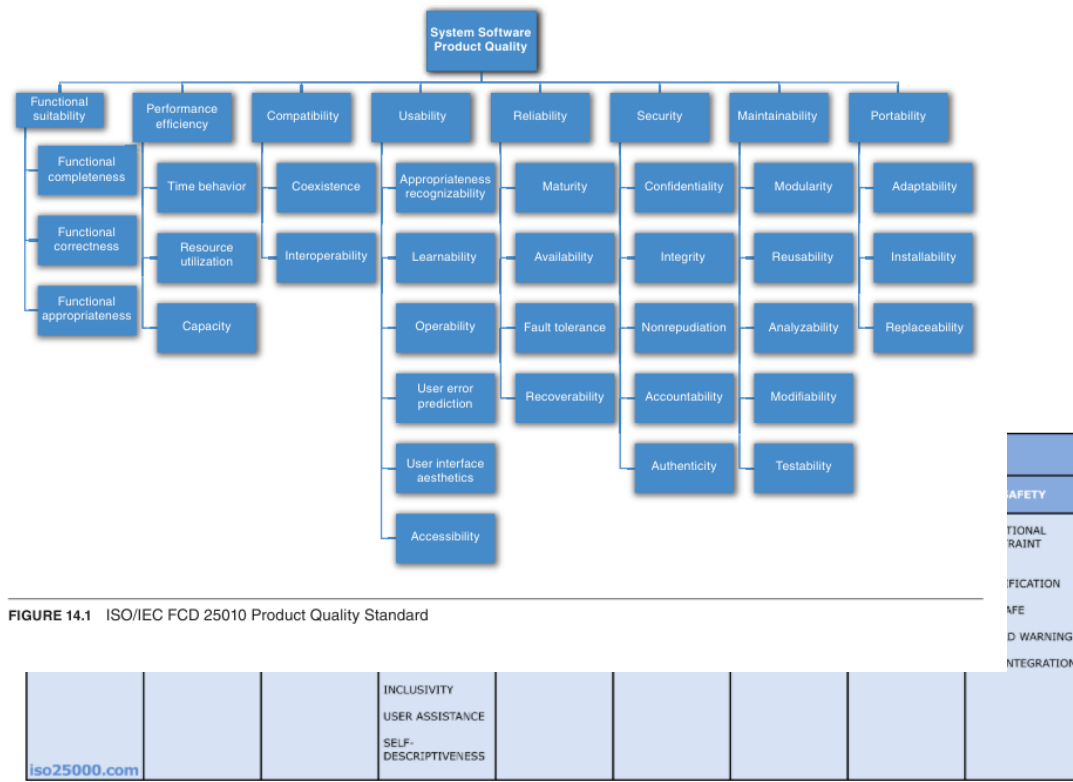 System Software
Product Quality
Functional
suitability
Performance
efficiency
Compatibility
Usability
Reliability
Security
Maintainability
Portability
Functional
completeness
Functional
correctness
Functional
appropriateness
Time behavior
Resource
utilization
Capacity
Coexistence
Interoperability
Appropriateness
recognizability
Learnability
Operability
User error
prediction
User interface
aesthetics
Accessibility
Maturity
Availability
Fault tolerance
Recoverability
Confidentiality
Integrity
Nonrepudiation
Accountability
Authenticity
Modularity
Reusability
Analyzability
Modifiability
Testability
Adaptability
Installability
Replaceability
FIGURE 14.1 ISO/IEC FCD 25010 Product Quality Standard
WARNING
INCLUSIVITY
USER ASSISTANCE
SELF-
DESCRIPTIVENESS
iso25000.com